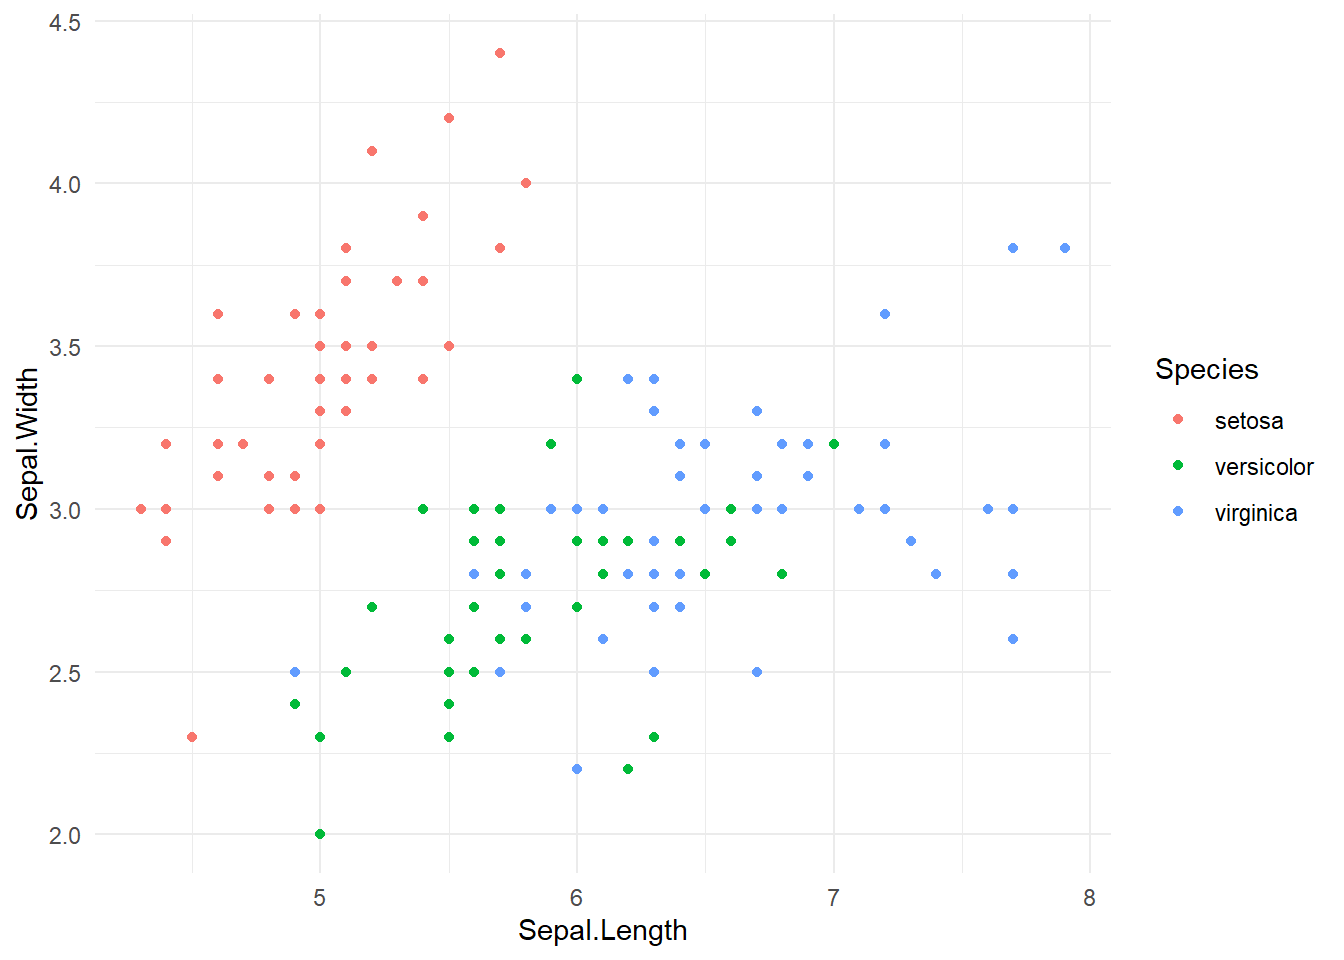 4.5
4.0
3.5
3.0
2.5
2.0
Sepal.Width
5 6 7 8
Sepal.Length
Species
setosa
versicolor
virginica